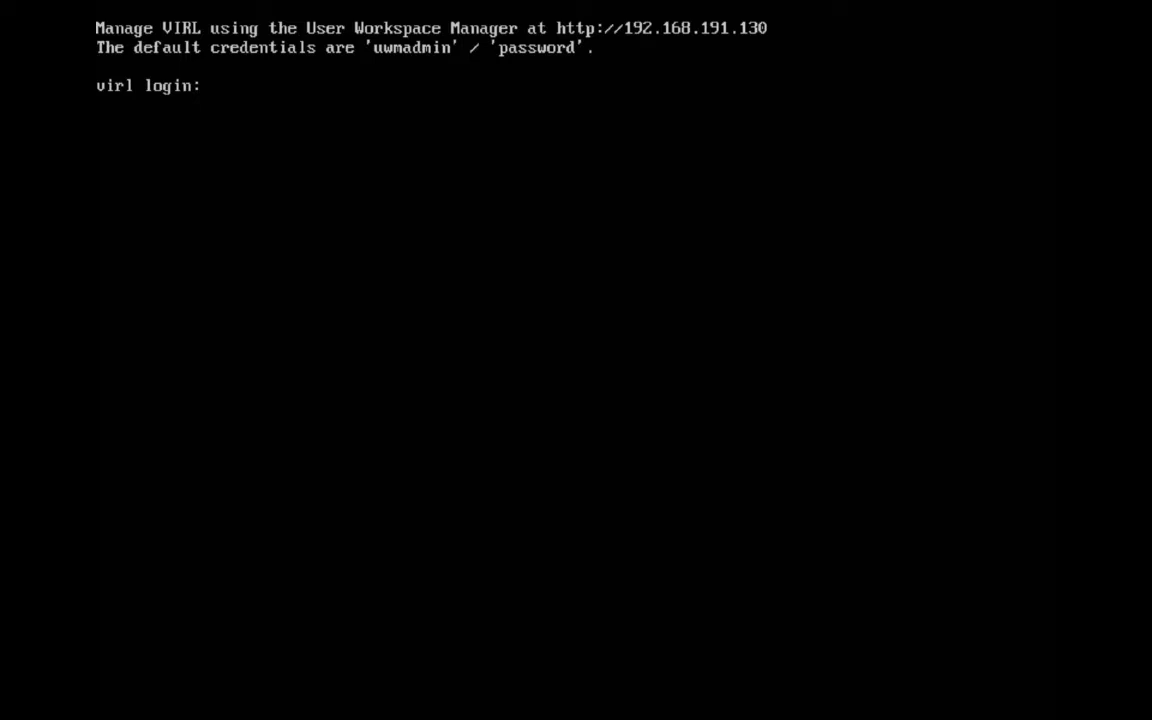 Manage VIRL using the User Workspace Manager at http://192.168.191.130
The default credentials are 'uwmadmin' / 'password'.
virl login: